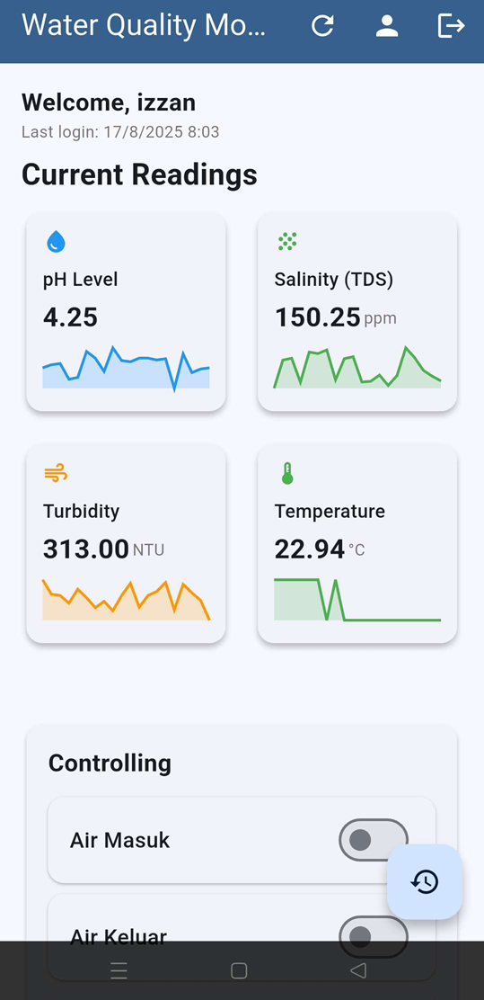 Water Quality Mo...
Welcome, izzan
Last login: 17/8/2025 8:03
Current Readings
pH Level
4.25
Salinity (TDS)
150.25 ppm
Turbidity
313.00 NTU
Temperature
22.94 °C
Controlling
Air Masuk
Air Keluar